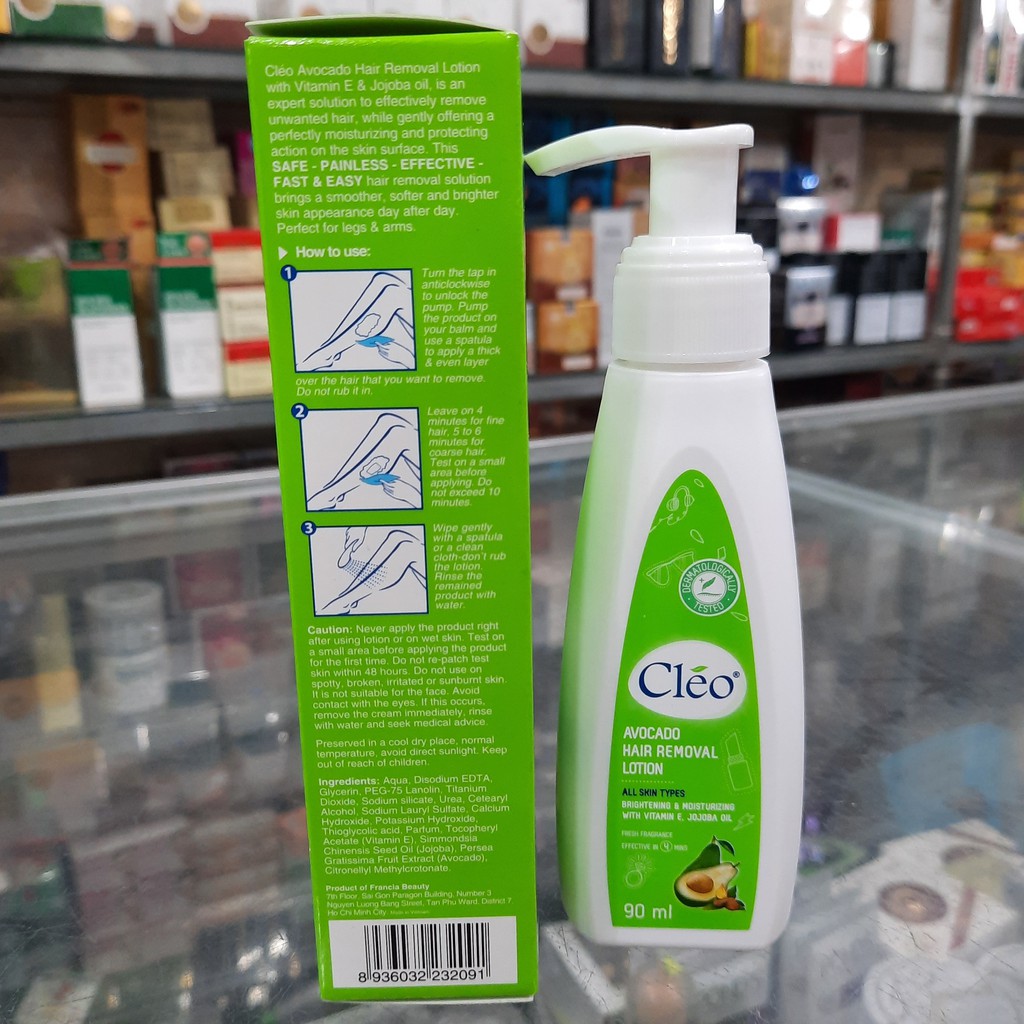 Cléo Avocado Hair Removal Lotion
with Vitamin E & Jojoba oil, is an
expert solution to effectively remove
unwanted hair, while gently offering a
perfectly moisturizing and protecting
action on the skin surface. This
SAFE - PAINLESS - EFFECTIVE -
FAST & EASY hair removal solution
brings a smoother, softer and brighter
skin appearance day after day.
Perfect for legs & arms.
How to use:
1
Turn the tap in
anticlockwise
to unlock the
pump. Pump
the product on
your balm and
use a spatula
to apply a thick
& even layer
over the hair that you want to remove.
Do not rub it in.
2
Leave on 4
minutes for fine
hair, 5 to 6
minutes for
coarse hair.
Test on a small
area before
applying. Do
not exceed 10
minutes.
3
Wipe gently
with a spatula
or a clean
cloth-don't rub
the lotion.
Rinse the
remained
product with
water.
Caution: Never apply the product right
after using lotion or on wet skin. Test on
a small area before applying the product
for the first time. Do not re-patch test
skin within 48 hours. Do not use on
spotty, broken, irritated or sunburnt skin.
It is not suitable for the face. Avoid
contact with the eyes. If this occurs,
remove the cream immediately, rinse
with water and seek medical advice.
Preserved in a cool dry place, normal
temperature, avoid direct sunlight. Keep
out of reach of children.
Ingredients: Aqua, Disodium EDTA,
Glycerin, PEG-75 Lanolin, Titanium
Dioxide, Sodium silicate, Urea, Cetearyl
Alcohol, Sodium Lauryl Sulfate, Calcium
Hydroxide, Potassium Hydroxide,
Thioglycolic acid, Parfum, Tocopheryl
Acetate (Vitamin E), Simmondsia
Chinensis Seed Oil (Jojoba), Persea
Gratissima Fruit Extract (Avocado),
Citronellyl Methylcrotonate.
Product of Francia Beauty
7th Floor, Sai Gon Paragon Building, Number 3
Nguyen Luong Bang Street, Tan Phu Ward, District 7
Ho Chi Minh City. Made in Vietnam
8 936032 232091
DERMATOLOGICALLY
TESTED
Cléo®
AVOCADO
HAIR REMOVAL
LOTION
ALL SKIN TYPES
BRIGHTENING & MOISTURIZING
WITH VITAMIN E, JOJOBA OIL
FRESH FRAGRANCE
EFFECTIVE IN 4 MINS
90 ml